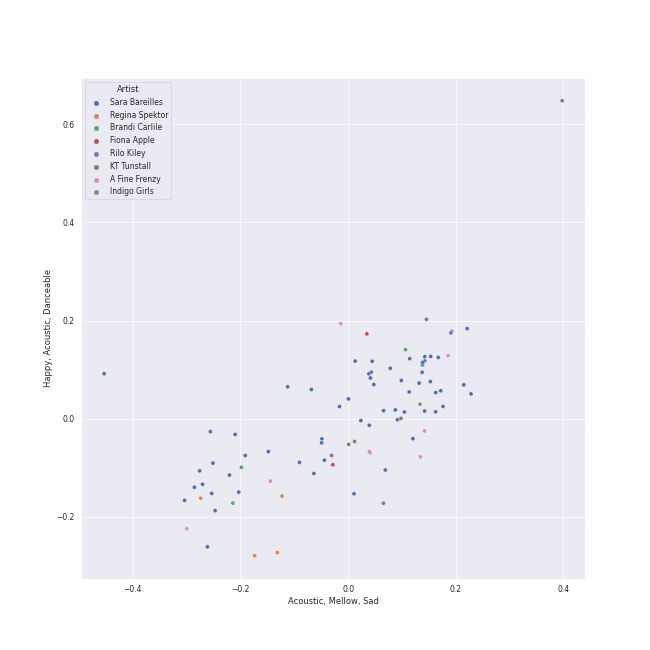 Artist
Sara Bareilles
Regina Spektor
Brandi Carlile
Fiona Apple
Rilo Kiley
KT Tunstall
A Fine Frenzy
Indigo Girls
Happy, Acoustic, Danceable
0.6
0.4
0.2
0.0
−0.2
−0.4
−0.2
0.0
0.2
0.4
Acoustic, Mellow, Sad